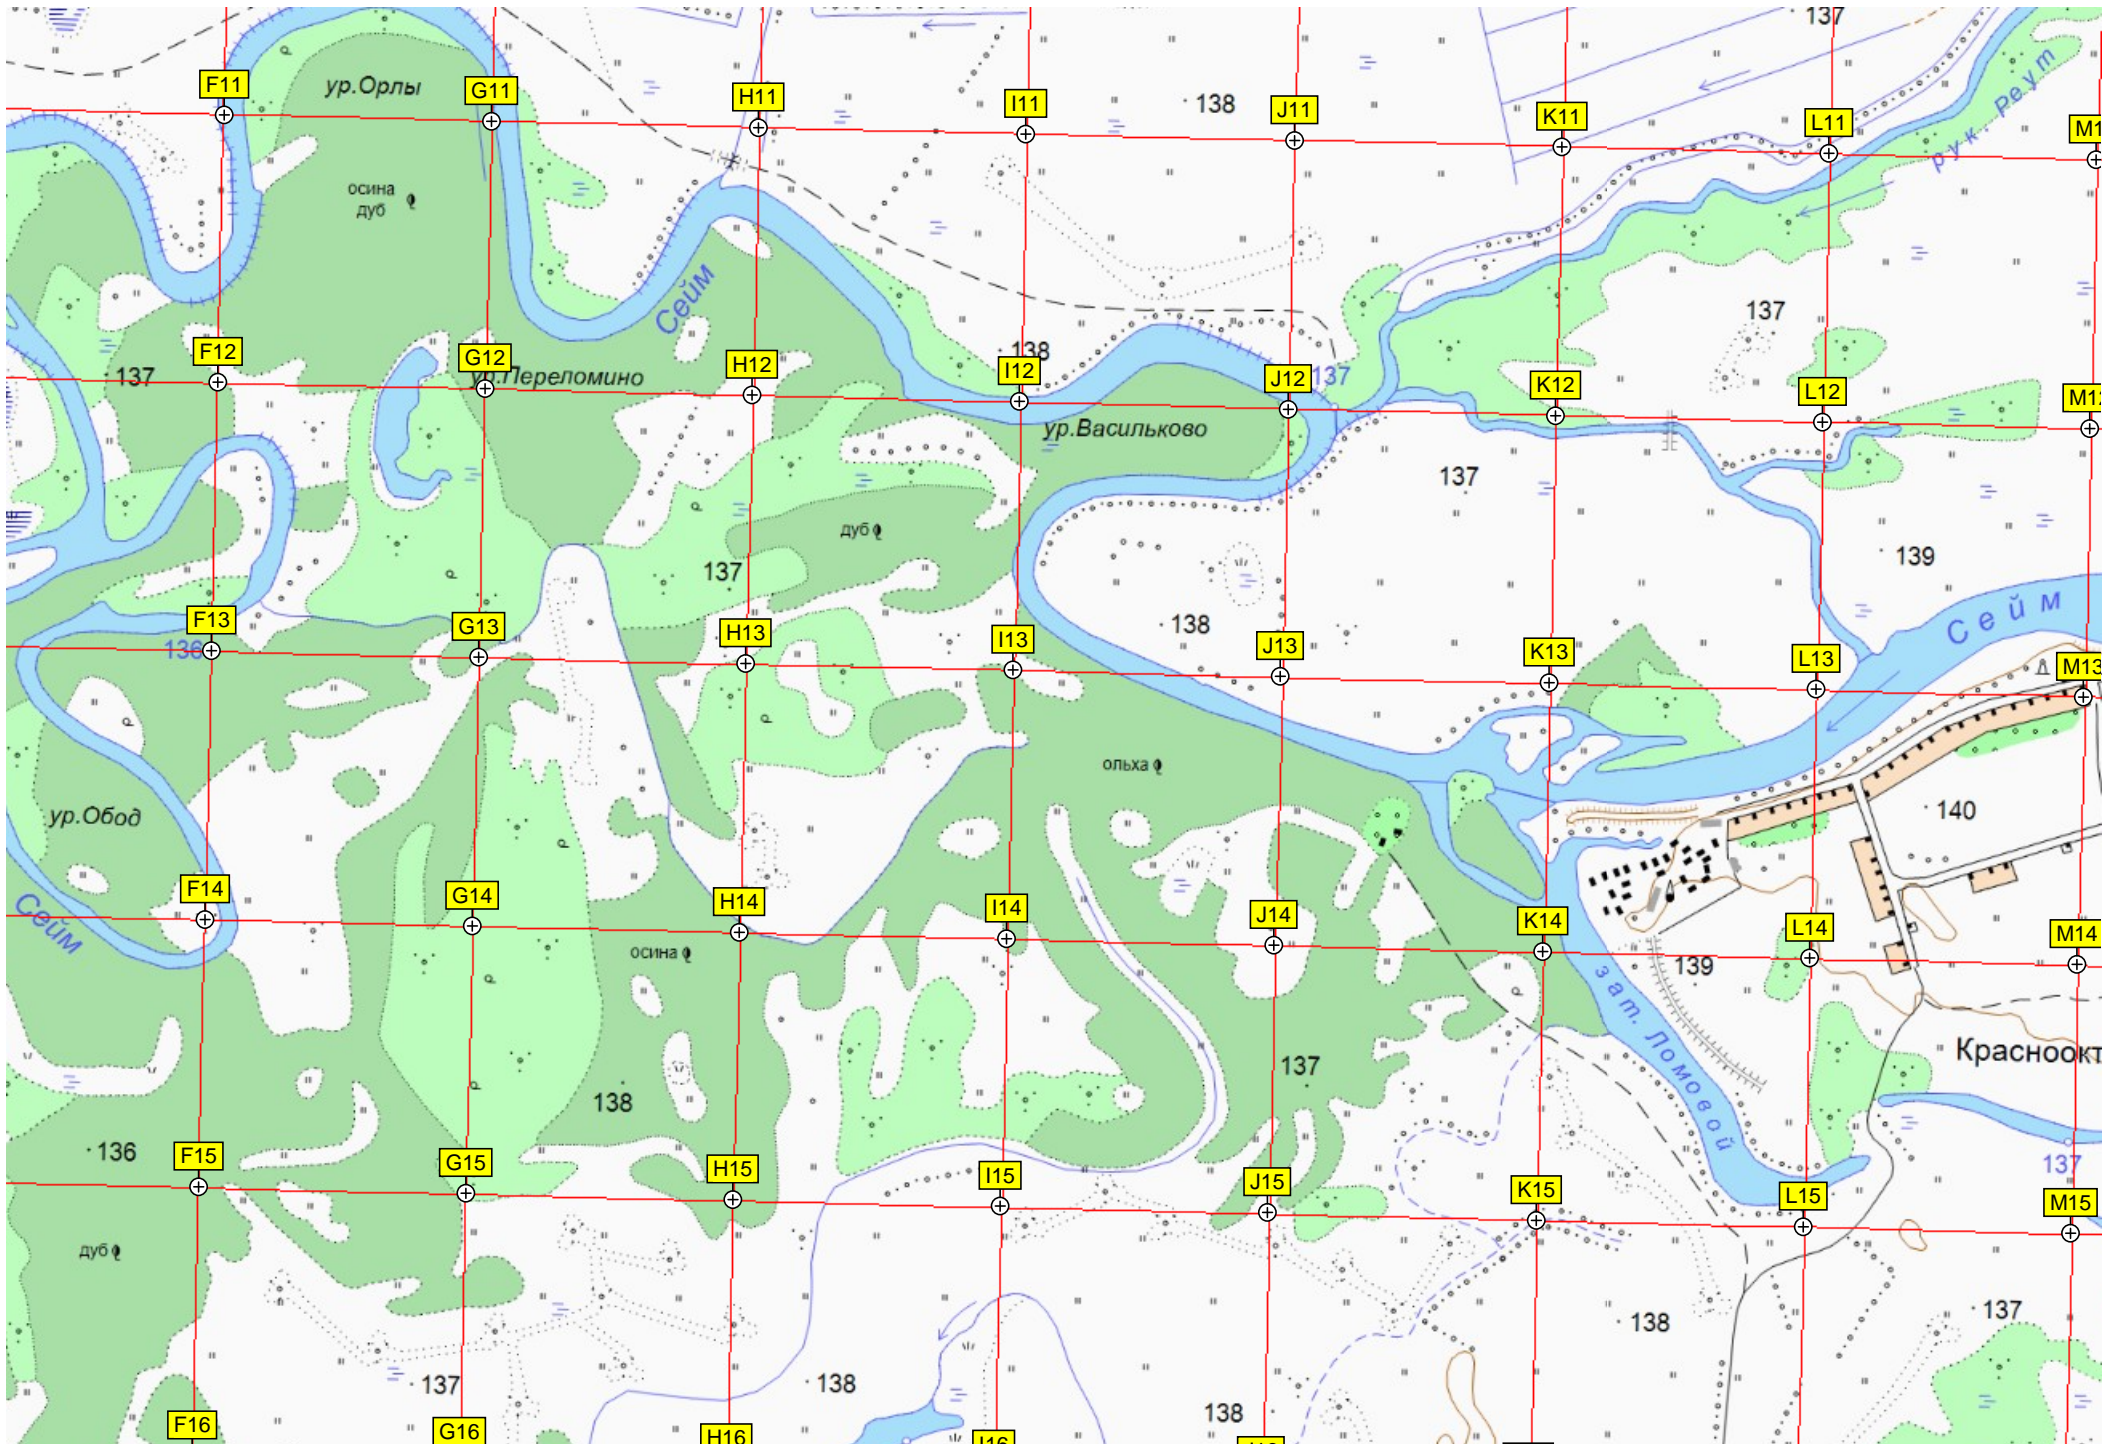 137
ур.Орлы
F11
G11
H11
I11
138
J11
K11
L11
M1
рук. Реут
осина
дуб
Сейм
137
138
F12
137
G12
ур.Переломино
H12
I12
J12
137
K12
L12
M12
ур.Васильково
137
дуб
139
137
F13
136
G13
H13
I13
138
J13
K13
L13
Сейм
M13
ольха
ур.Обод
140
F14
G14
H14
I14
J14
K14
L14
M14
Сейм
осина
139
зат. Ломовой
137
Красноокт
138
136
F15
G15
H15
I15
J15
K15
L15
137
M15
дуб
138
137
137
138
138
F16
G16
H16
I16